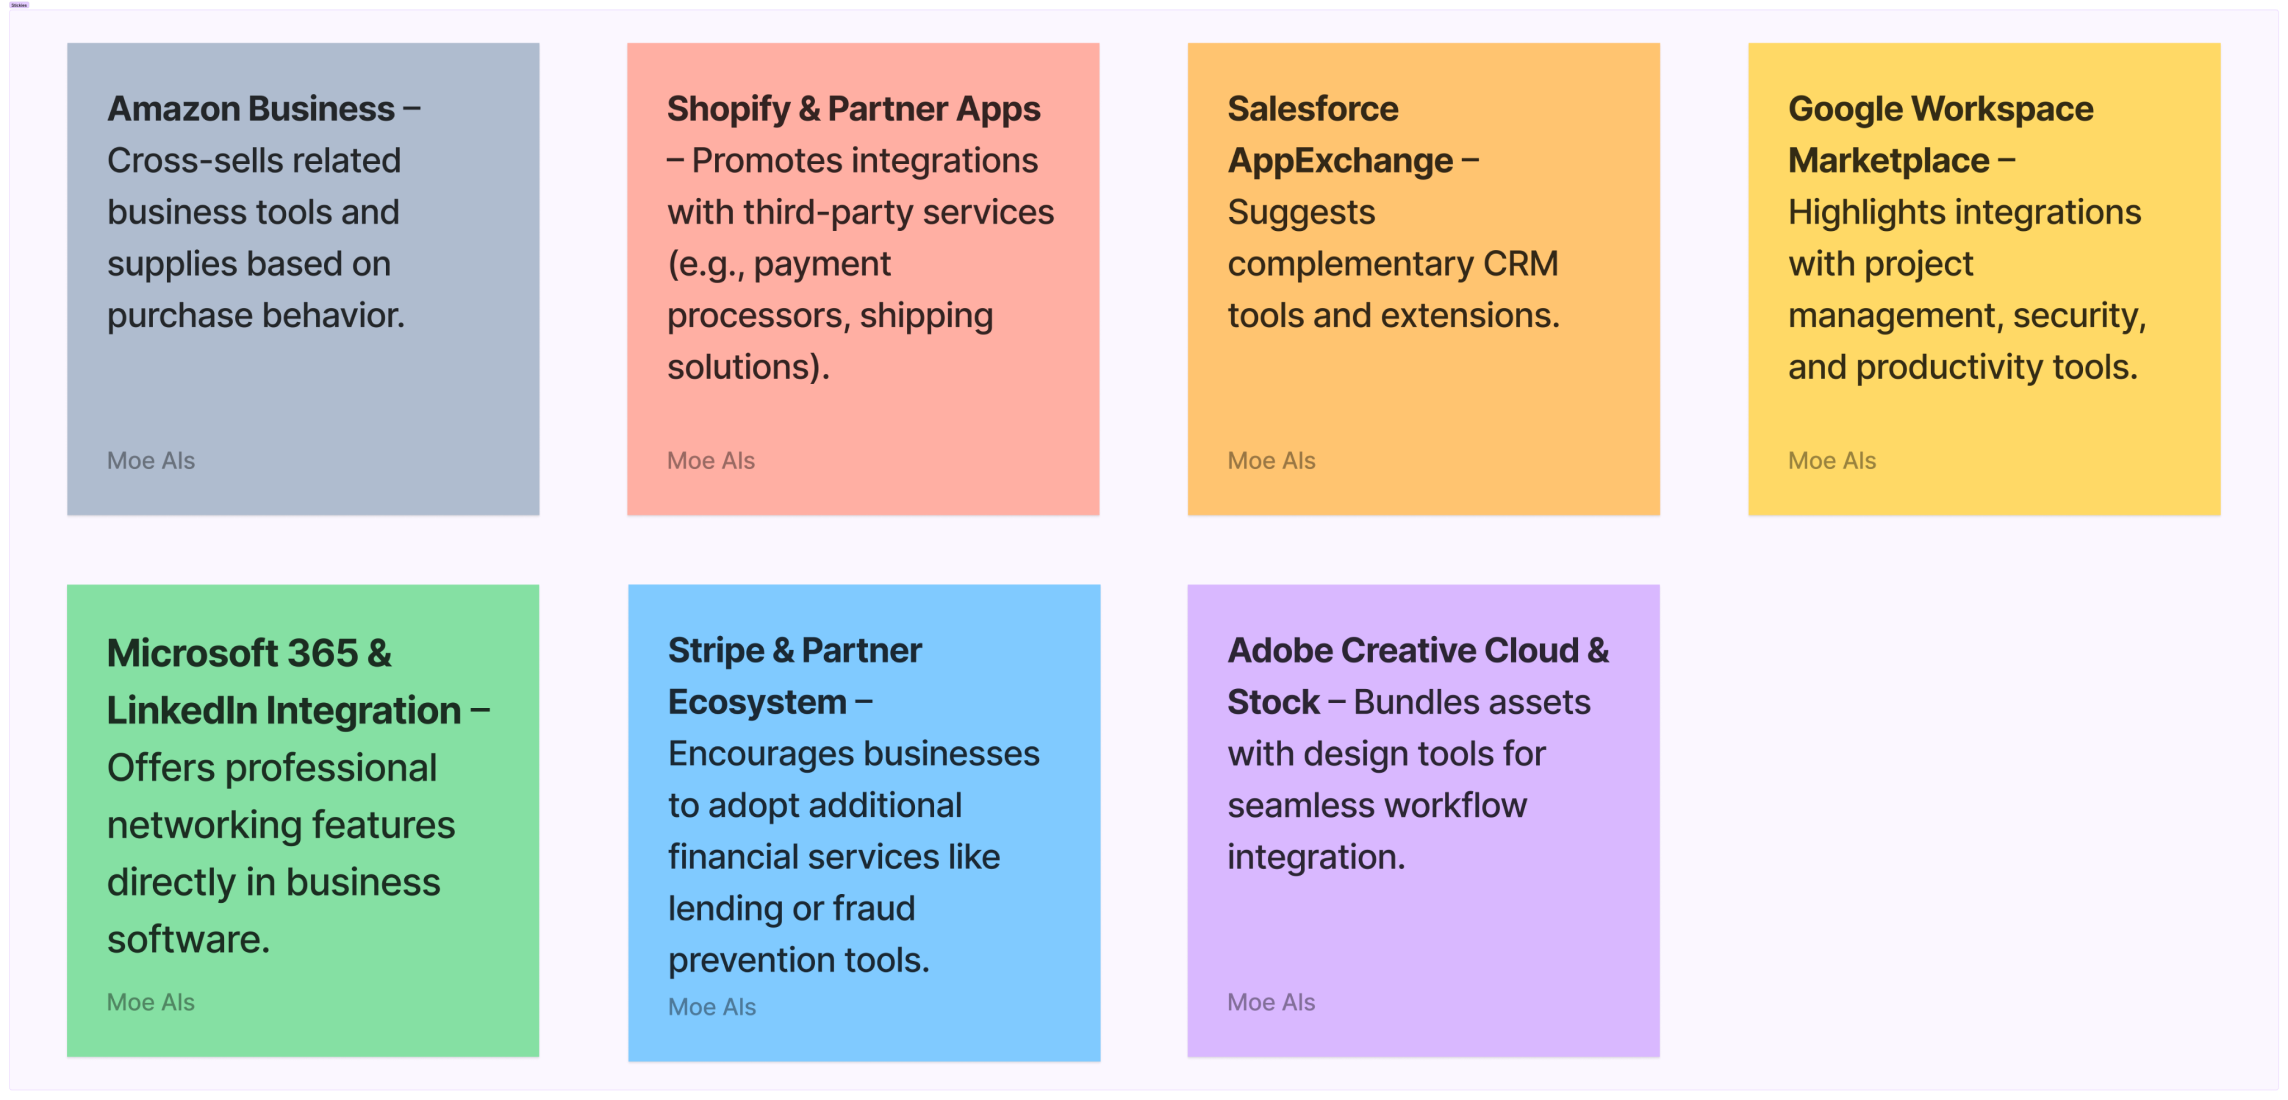 Stickies
Amazon Business –
Cross-sells related
business tools and
supplies based on
purchase behavior.
Moe Als
Shopify & Partner Apps
– Promotes integrations
with third-party services
(e.g., payment
processors, shipping
solutions).
Moe Als
Salesforce
AppExchange –
Suggests
complementary CRM
tools and extensions.
Moe Als
Google Workspace
Marketplace –
Highlights integrations
with project
management, security,
and productivity tools.
Moe Als
Microsoft 365 &
LinkedIn Integration –
Offers professional
networking features
directly in business
software.
Moe Als
Stripe & Partner
Ecosystem –
Encourages businesses
to adopt additional
financial services like
lending or fraud
prevention tools.
Moe Als
Adobe Creative Cloud &
Stock – Bundles assets
with design tools for
seamless workflow
integration.
Moe Als